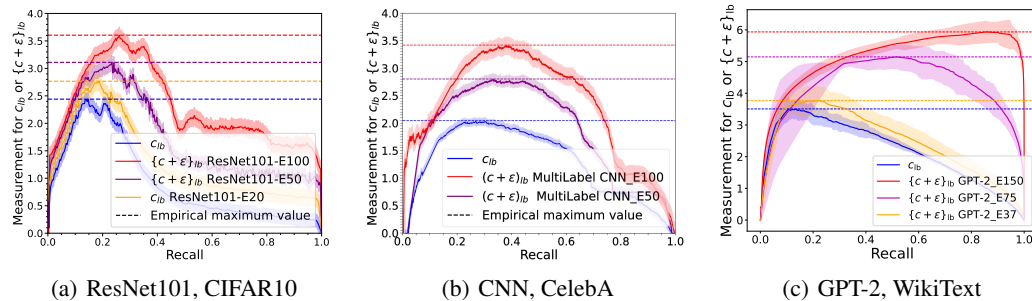 Measurement for c_lb or {c + ε}_lb
4.0
3.5
3.0
2.5
2.0
1.5
1.0
0.5
0.0
c_lb
{c + ε}_lb ResNet101-E100
{c + ε}_lb ResNet101-E50
c_lb ResNet101-E20
Empirical maximum value
0.0 0.2 0.4 0.6 0.8 1.0
Recall
(a) ResNet101, CIFAR10
Measurement for c_lb or {c + ε}_lb
4.0
3.5
3.0
2.5
2.0
1.5
1.0
0.5
0.0
c_lb
(c + ε)_lb MultiLabel CNN_E100
(c + ε)_lb MultiLabel CNN_E50
Empirical maximum value
0.0 0.2 0.4 0.6 0.8 1.0
Recall
(b) CNN, CelebA
Measurement for c_lb or {c + ε}_lb
6
5
4
3
2
1
0
c_lb
{c + ε}_lb GPT-2_E150
{c + ε}_lb GPT-2_E75
{c + ε}_lb GPT-2_E37
0.0 0.2 0.4 0.6 0.8 1.0
Recall
(c) GPT-2, WikiText